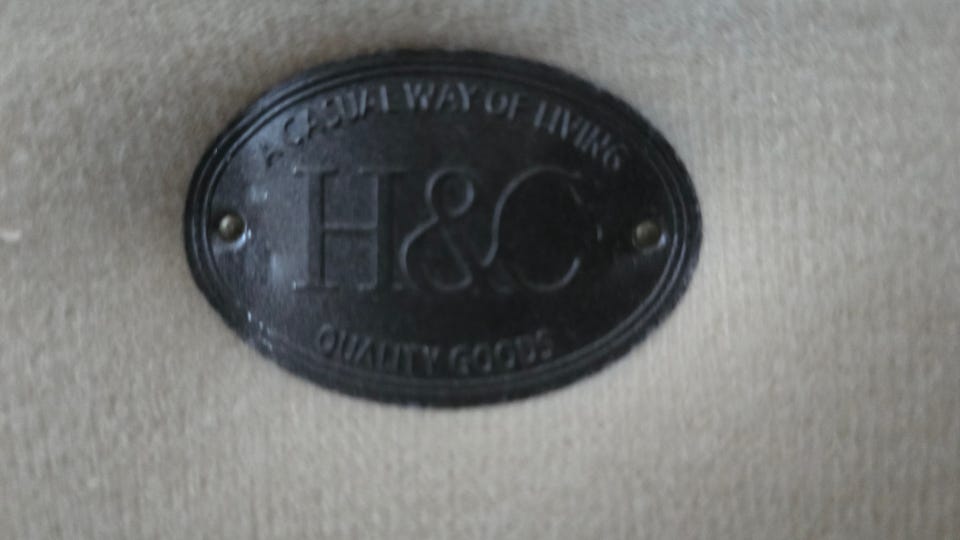 A CASUAL WAY OF LIVING
H&C
QUALITY GOODS